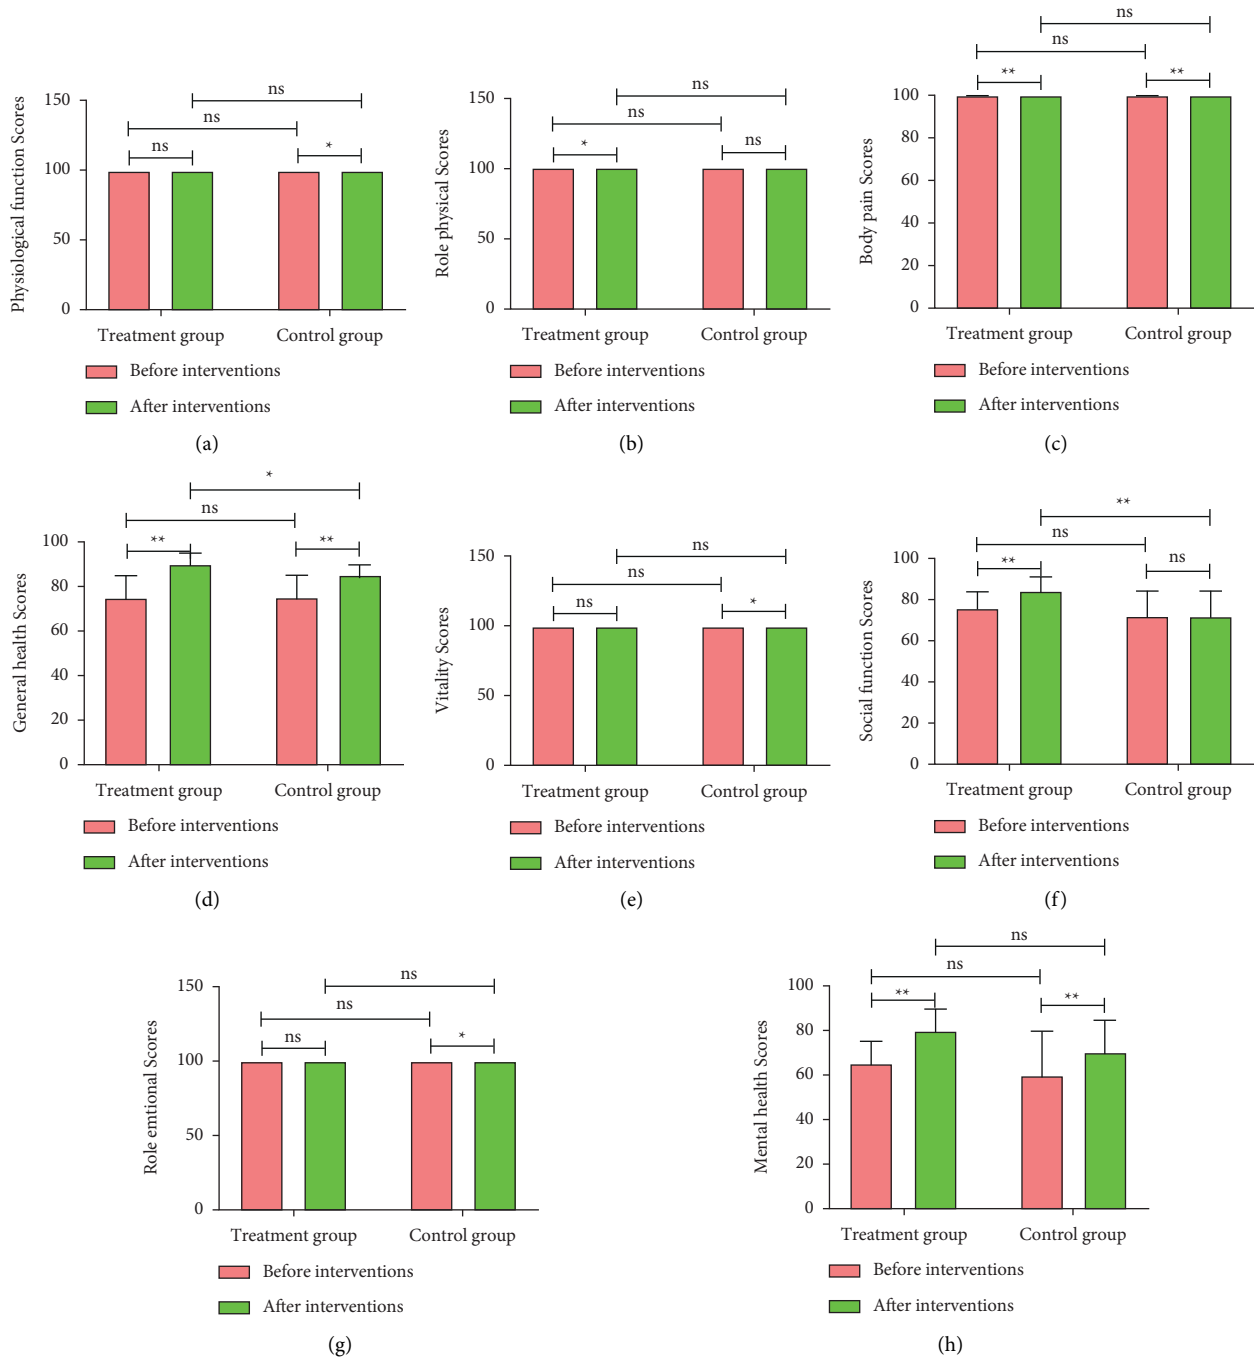 ns
ns
ns
*
150
100
50
0
Physiological function Scores
Treatment group
Control group
Before interventions
After interventions
(a)
ns
ns
*
ns
150
100
50
0
Role physical Scores
Treatment group
Control group
Before interventions
After interventions
(b)
ns
ns
**
**
100
80
60
40
20
0
Body pain Scores
Treatment group
Control group
Before interventions
After interventions
(c)
*
ns
**
**
100
80
60
40
20
0
General health Scores
Treatment group
Control group
Before interventions
After interventions
(d)
ns
ns
ns
*
150
100
50
0
Vitality Scores
Treatment group
Control group
Before interventions
After interventions
(e)
**
ns
**
ns
100
80
60
40
20
0
Social function Scores
Treatment group
Control group
Before interventions
After interventions
(f)
ns
ns
ns
*
150
100
50
0
Role emtional Scores
Treatment group
Control group
Before interventions
After interventions
(g)
ns
ns
**
**
100
80
60
40
20
0
Mental health Scores
Treatment group
Control group
Before interventions
After interventions
(h)